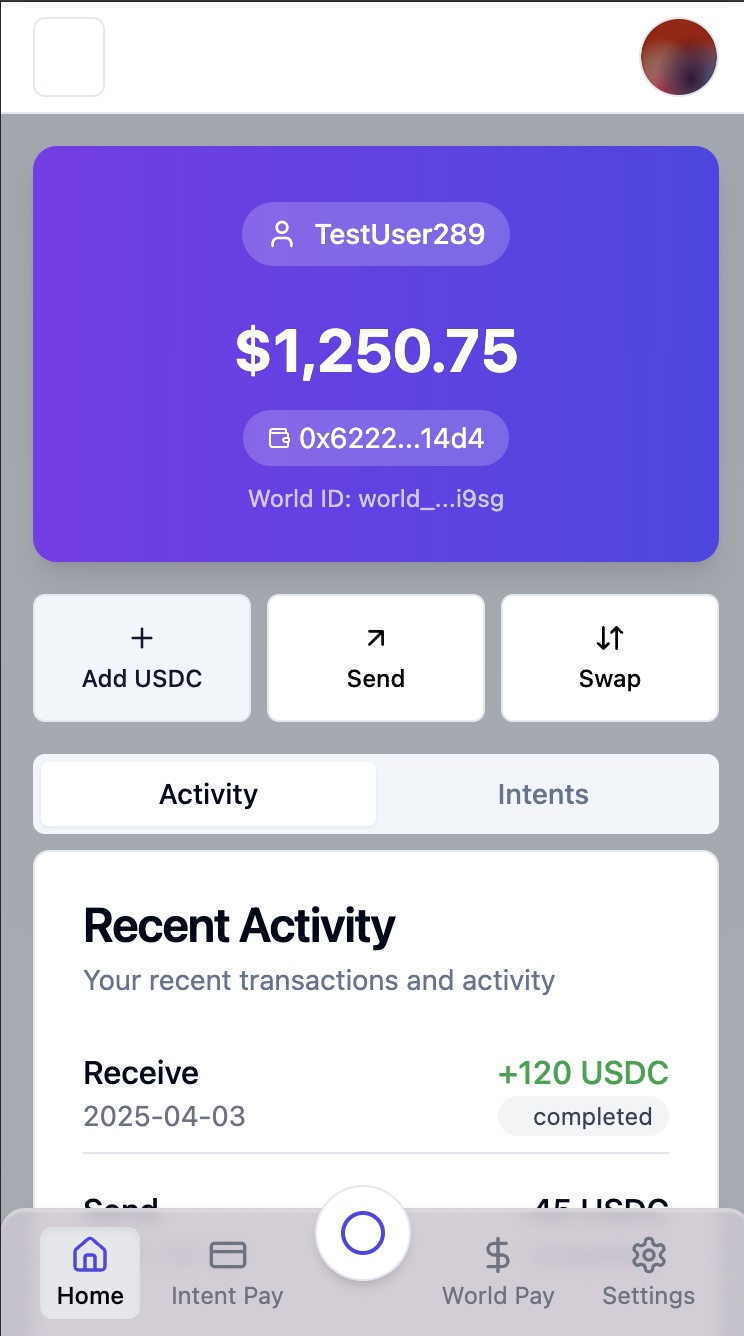 TestUser289
$1,250.75
0x6222...14d4
World ID: world_...i9sg
Add USDC
Send
Swap
Activity
Intents
Recent Activity
Your recent transactions and activity
Receive
+120 USDC
2025-04-03
completed
Send
45 USDC
Home
Intent Pay
World Pay
Settings